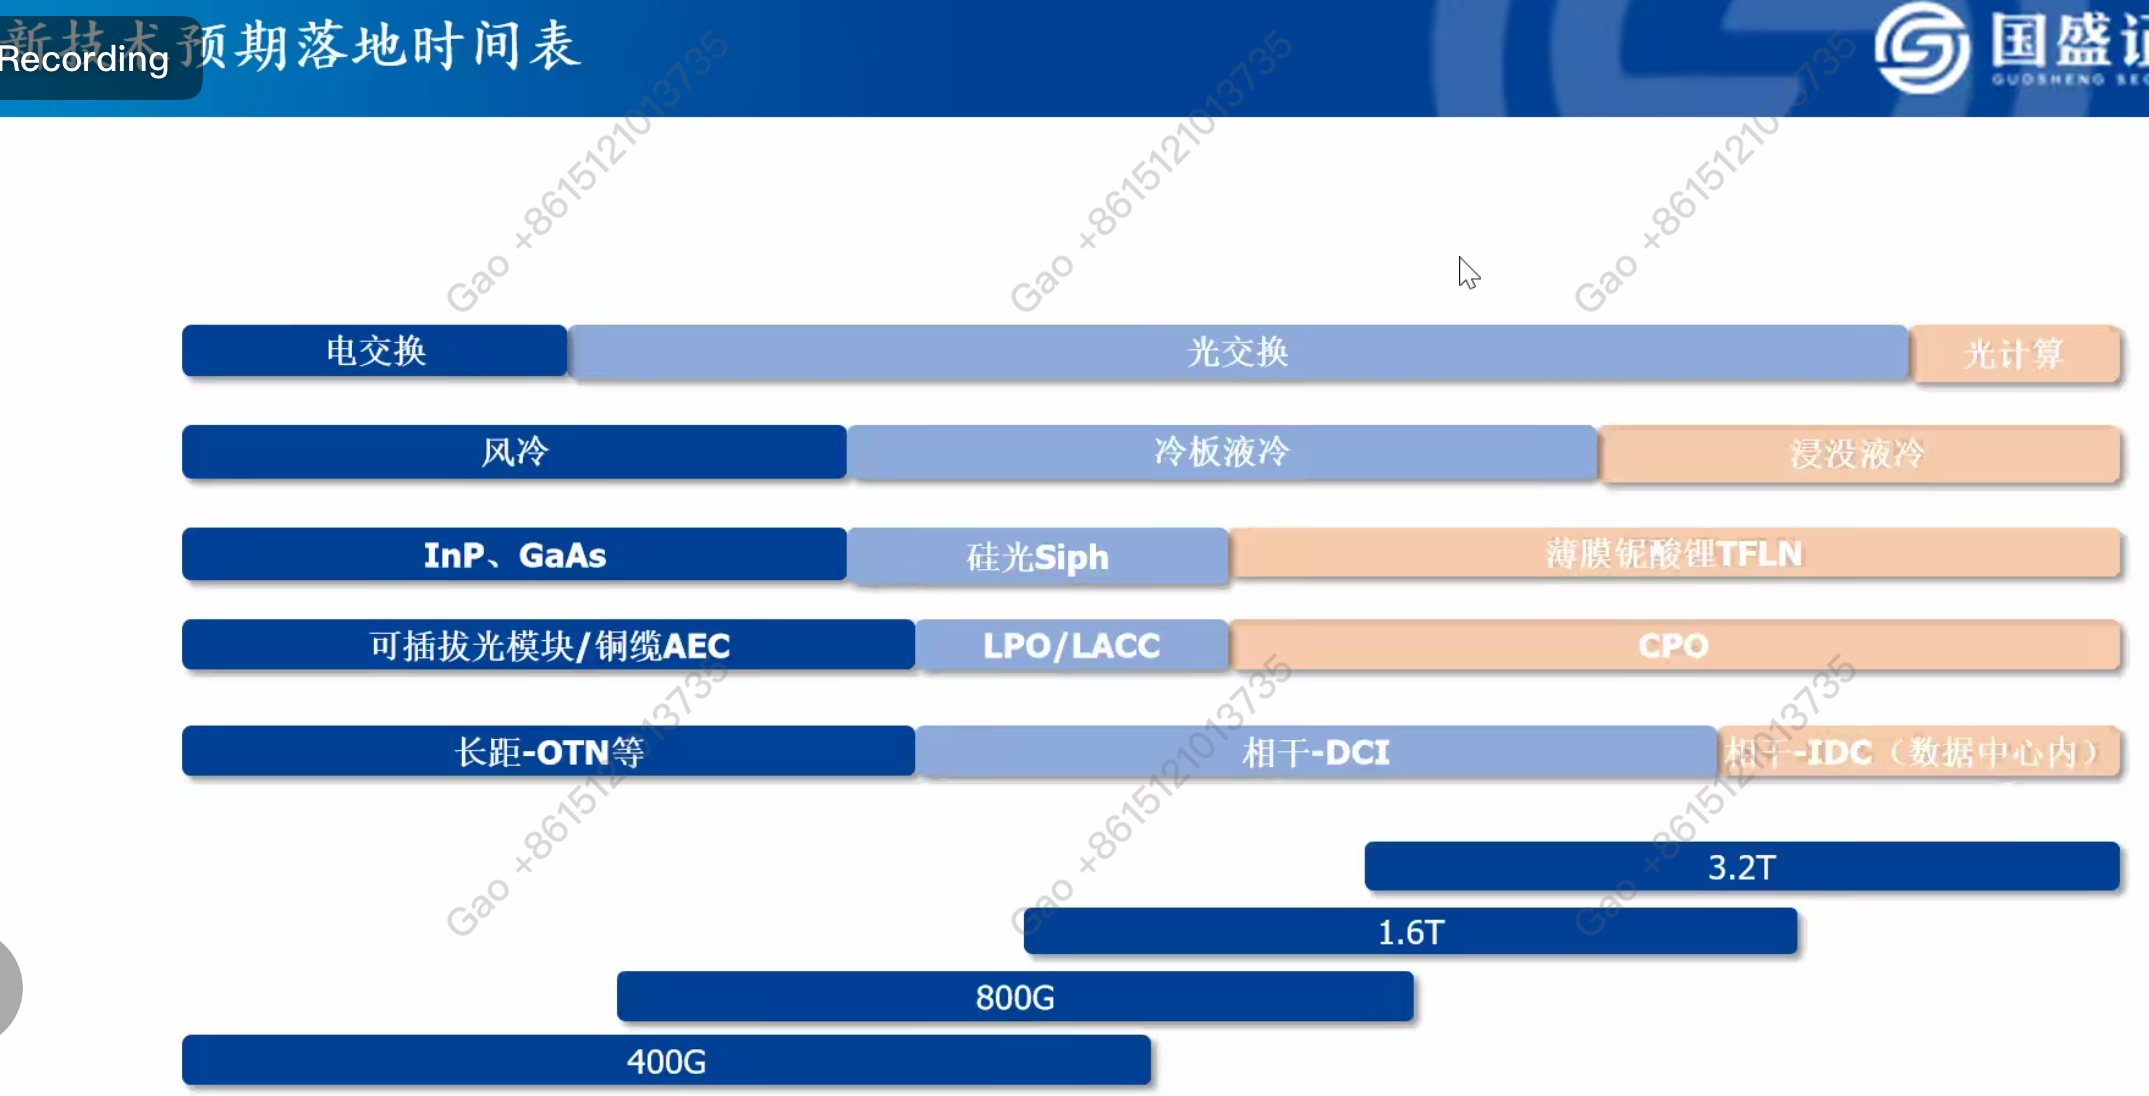 新技术预期落地时间表
Recording
国盛证
GUOSHENG SEC
Gao +8615121013735
Gao +8615121013735
Gao +8615121013735
电交换
光交换
光计算
风冷
冷板液冷
浸没液冷
InP、GaAs
硅光Siph
薄膜铌酸锂TFLN
可插拔光模块/铜缆AEC
LPO/LACC
CPO
长距-OTN等
相干-DCI
相干-IDC（数据中心内）
Gao +8615121013735
Gao +8615121013735
Gao +8615121013735
3.2T
1.6T
800G
400G